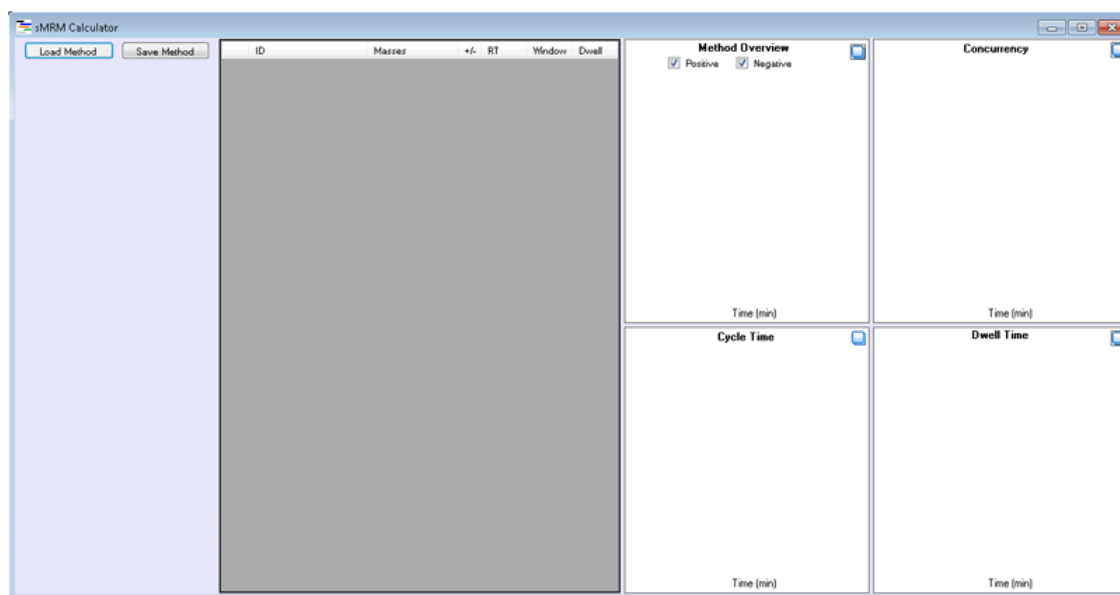 sMRM Calculator
Load Method Save Method
ID Masses +/- RT Window Dwell
Method Overview
Positive Negative
Time (min)
Concurrency
Time (min)
Cycle Time
Time (min)
Dwell Time
Time (min)